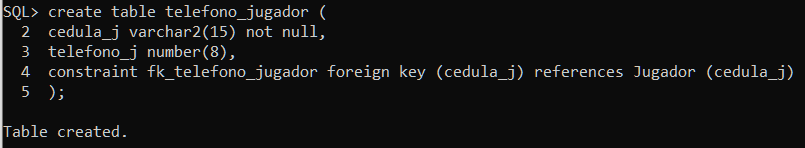 SQL> create table telefono_jugador (
  2  cedula_j varchar2(15) not null,
  3  telefono_j number(8),
  4  constraint fk_telefono_jugador foreign key (cedula_j) references Jugador (cedula_j)
  5  );
Table created.